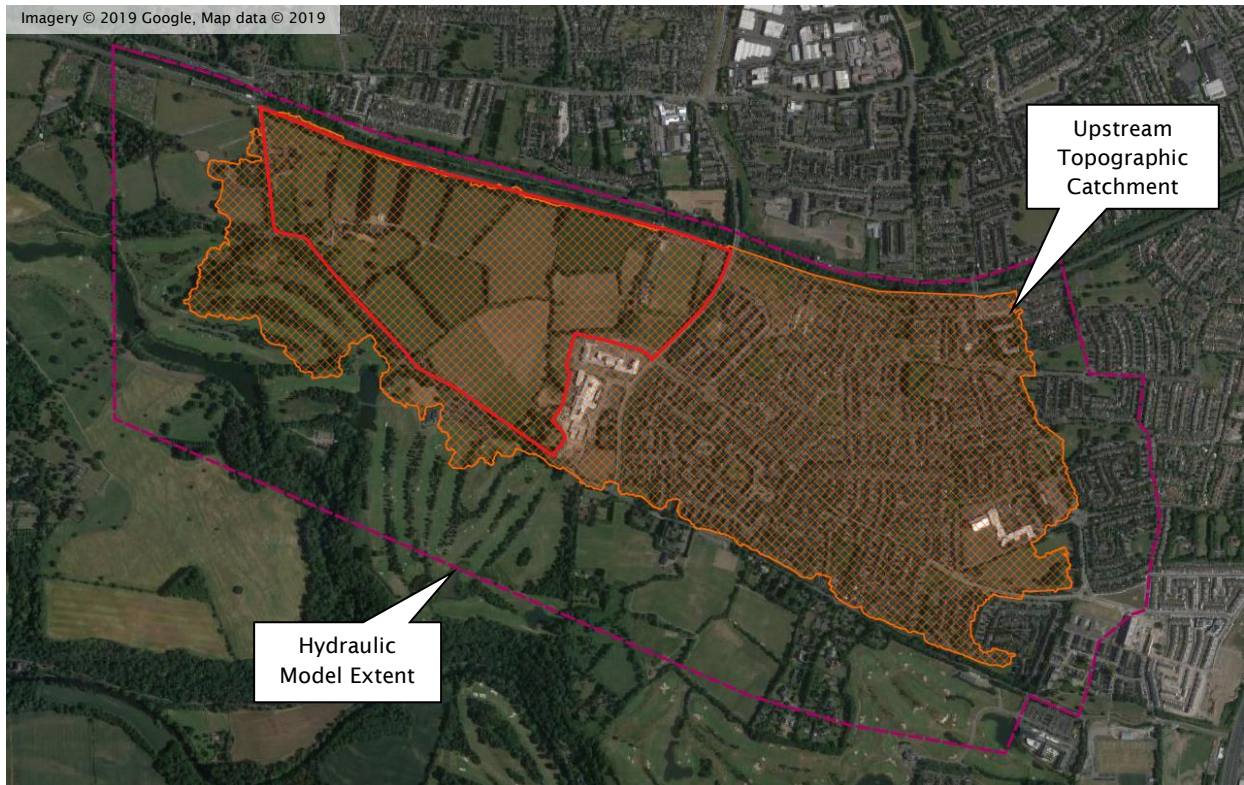 Imagery © 2019 Google, Map data © 2019
Upstream
Topographic
Catchment
Hydraulic
Model Extent